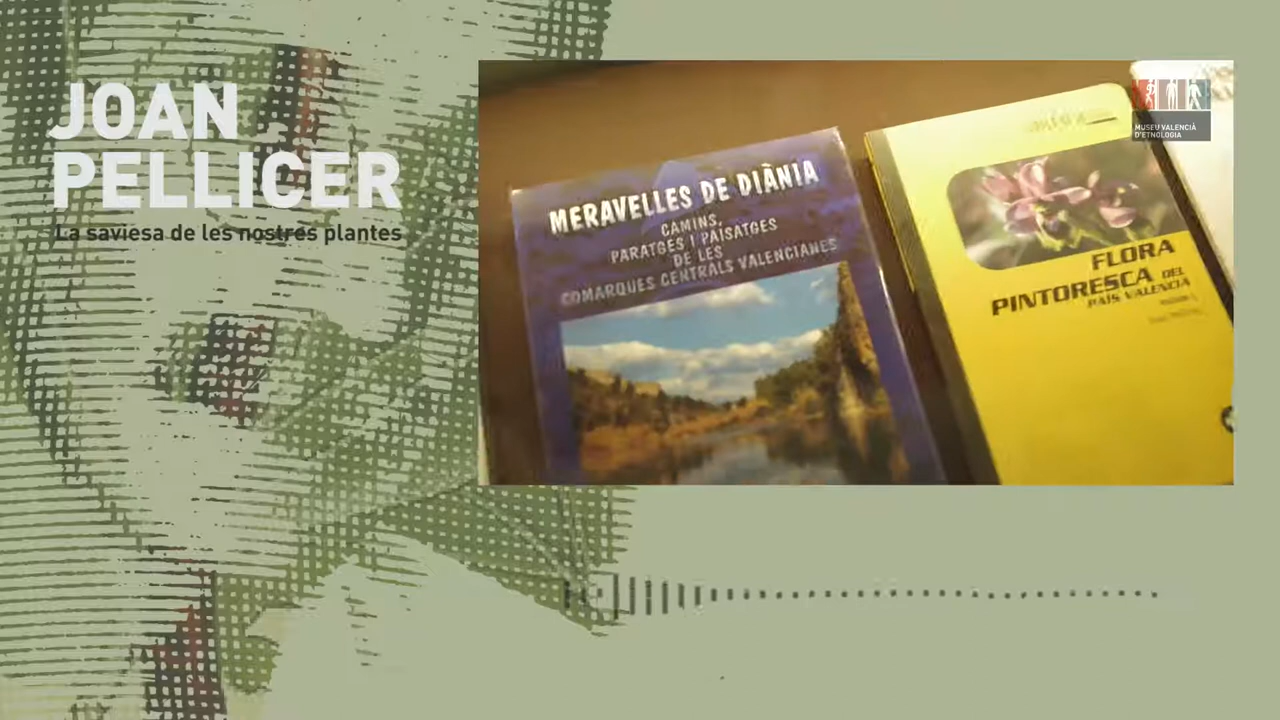 JOAN
PELLICER
La saviesa de les nostres plantes
MERAVELLES DE DIÀNIA
CAMINS,
PARATGES I PAISATGES
DE LES
COMARQUES CENTRALS VALENCIANES
FLORA
PINTORESCA DEL
PAÍS VALENCIÀ
MUSEU VALENCIÀ
D'ETNOLOGIA